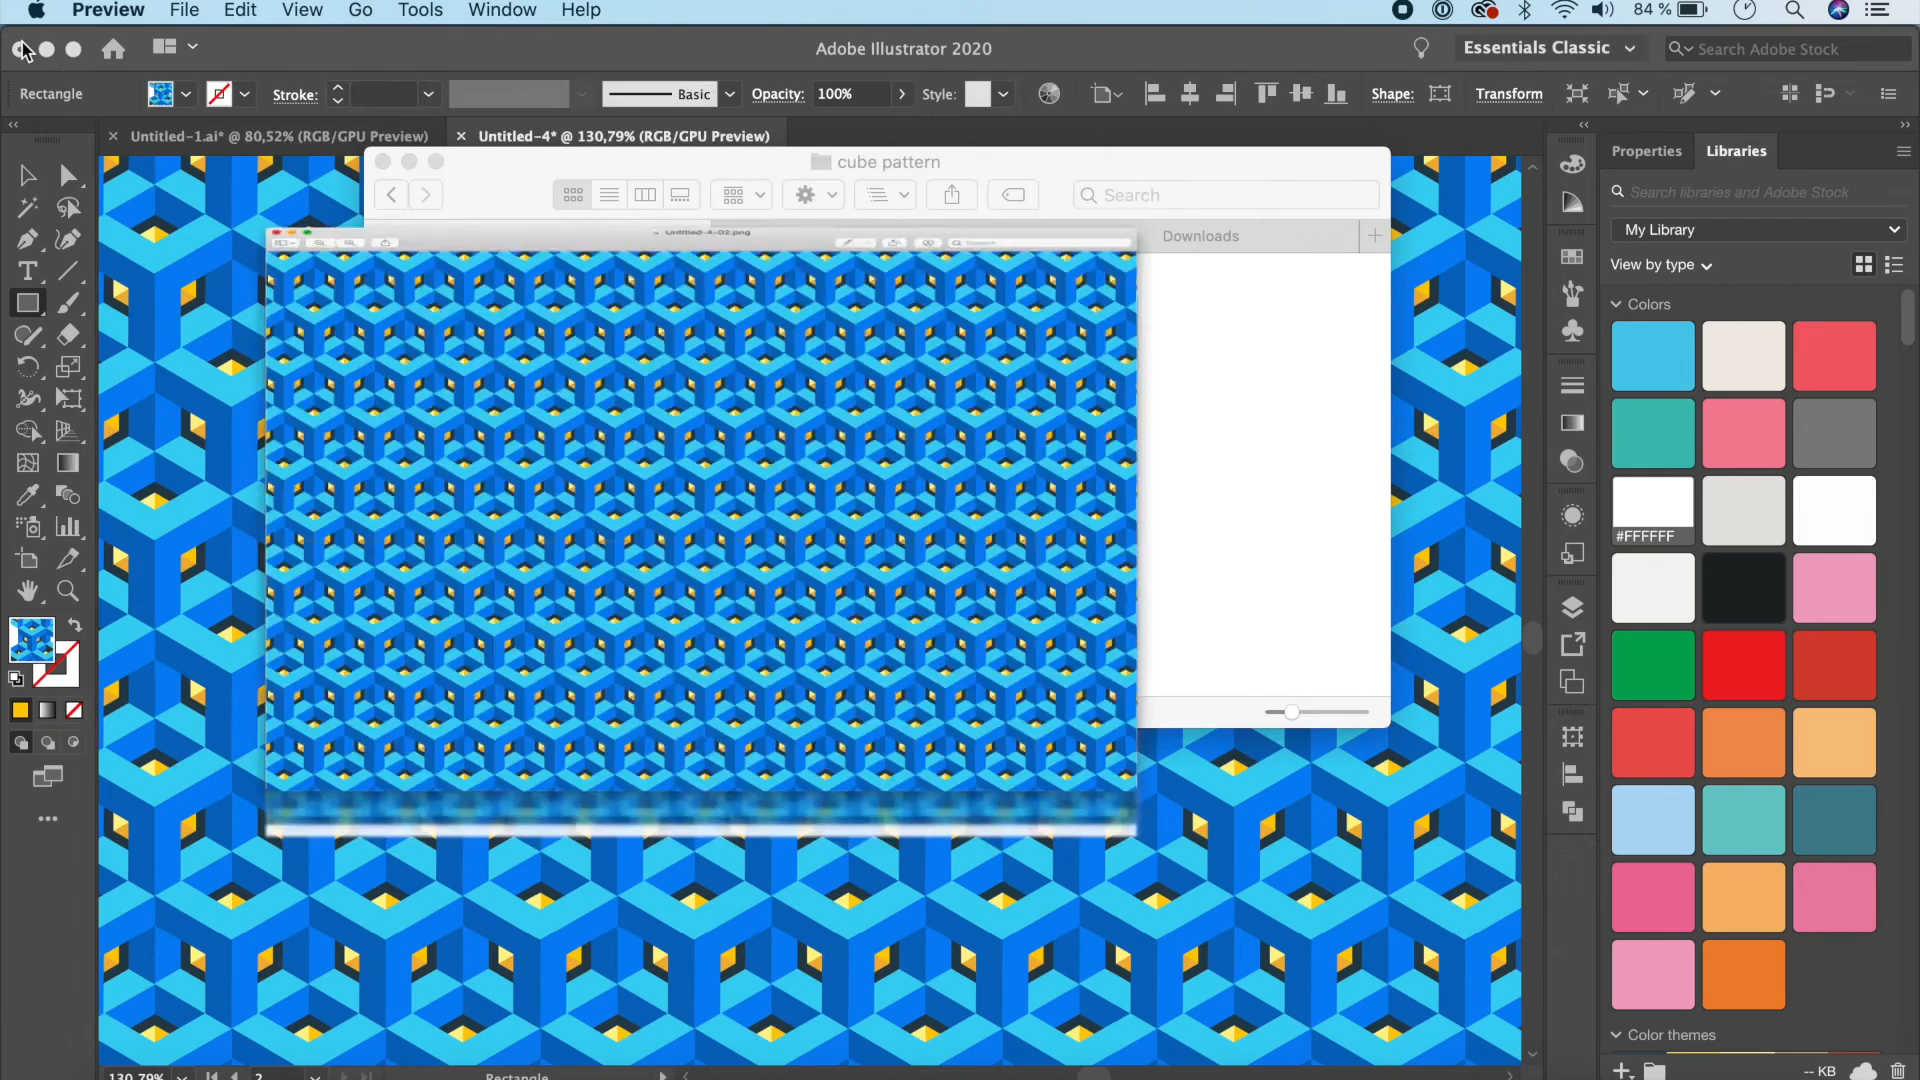 Preview File Edit View Go Tools Window Help 84 %
Adobe Illustrator 2020 Essentials Classic Search Adobe Stock
Rectangle Stroke: Basic Opacity: 100% Style: Shape: Transform
Untitled-1.ai* @ 80,52% (RGB/GPU Preview) Untitled-4* @ 130,79% (RGB/GPU Preview)
cube pattern
Search
Untitled-4-02.png
Downloads
Properties Libraries
Search libraries and Adobe Stock
My Library
View by type
Colors
#FFFFFF
Color themes
130,79% 2 Rectangle
-- KB